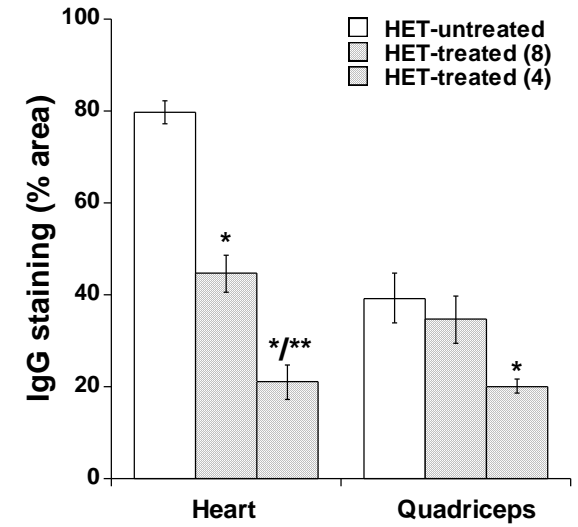 100
HET-untreated
HET-treated (8)
HET-treated (4)
80
60
40
20
0
IgG staining (% area)
*
*/**
*
Heart
Quadriceps